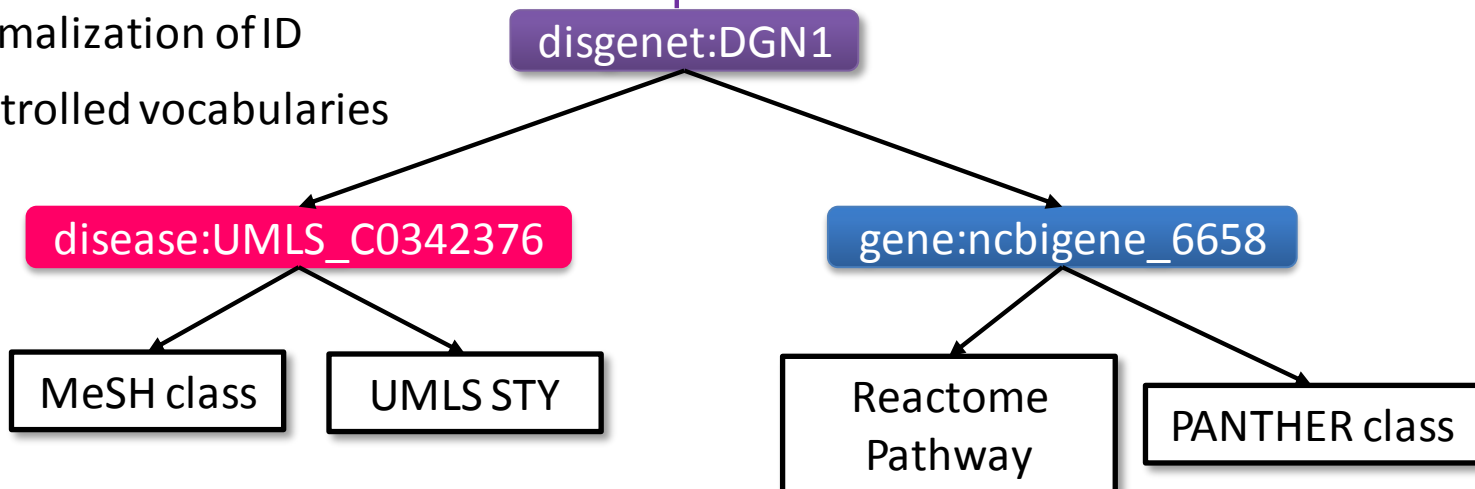 malization of ID
disgenet:DGN1
trolled vocabularies
disease:UMLS_C0342376
gene:ncbigene_6658
MeSH class
UMLS STY
Reactome
Pathway
PANTHER class